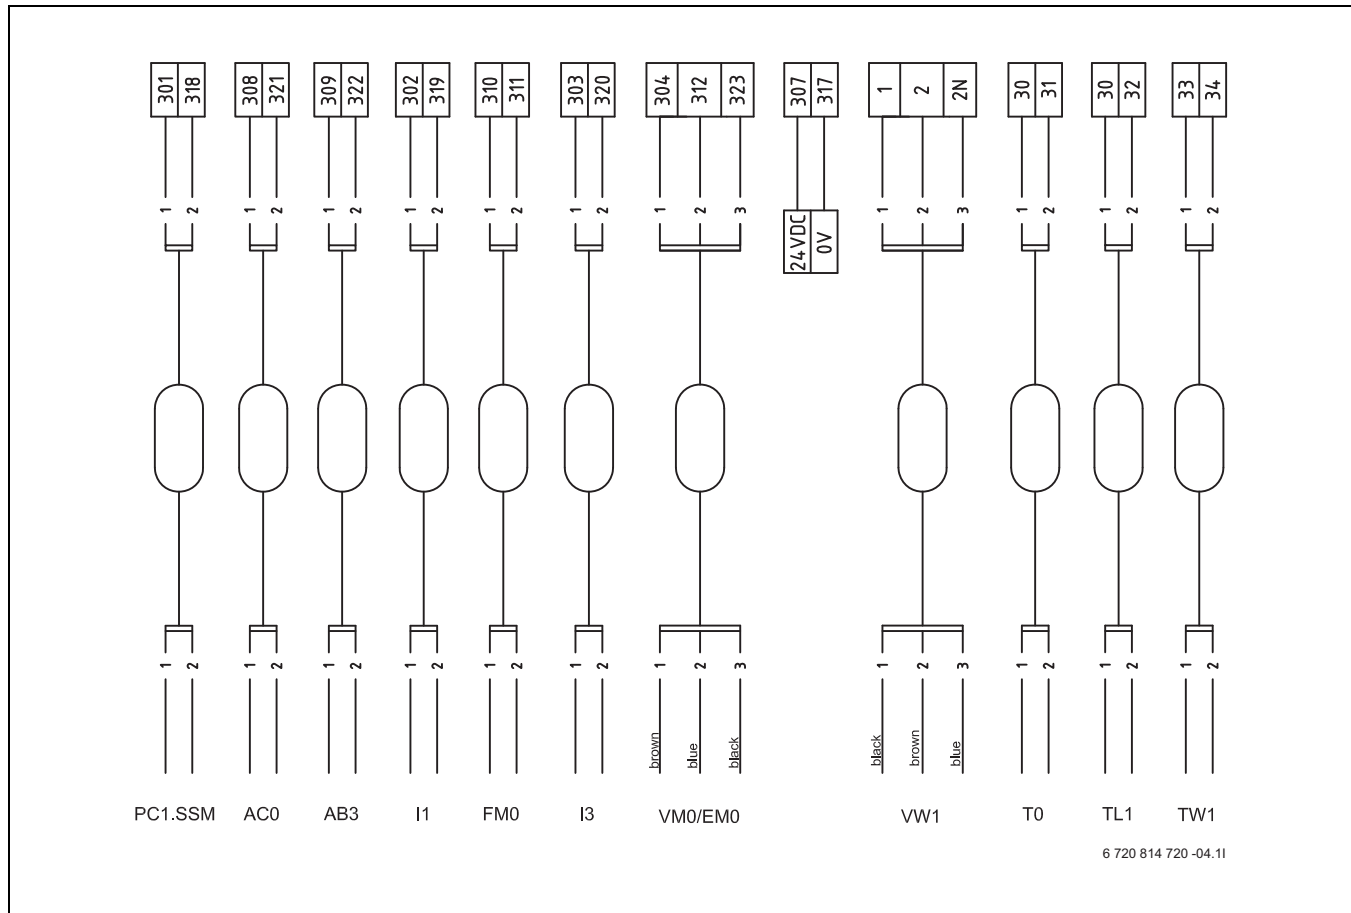 301 318 308 321 309 322 302 319 310 311 303 320 304 312 323 307 317 1 2 2N 30 31 30 32 33 34
1 2 1 2 1 2 1 2 1 2 1 2 1 2 3 1 2 3 1 2 1 2 1 2
24VDC 0V
1 2 1 2 1 2 1 2 1 2 1 2 1 2 3 1 2 3 1 2 1 2 1 2
brown blue black black brown blue
PC1.SSM AC0 AB3 I1 FM0 I3 VM0/EM0 VW1 T0 TL1 TW1
6 720 814 720 -04.1I